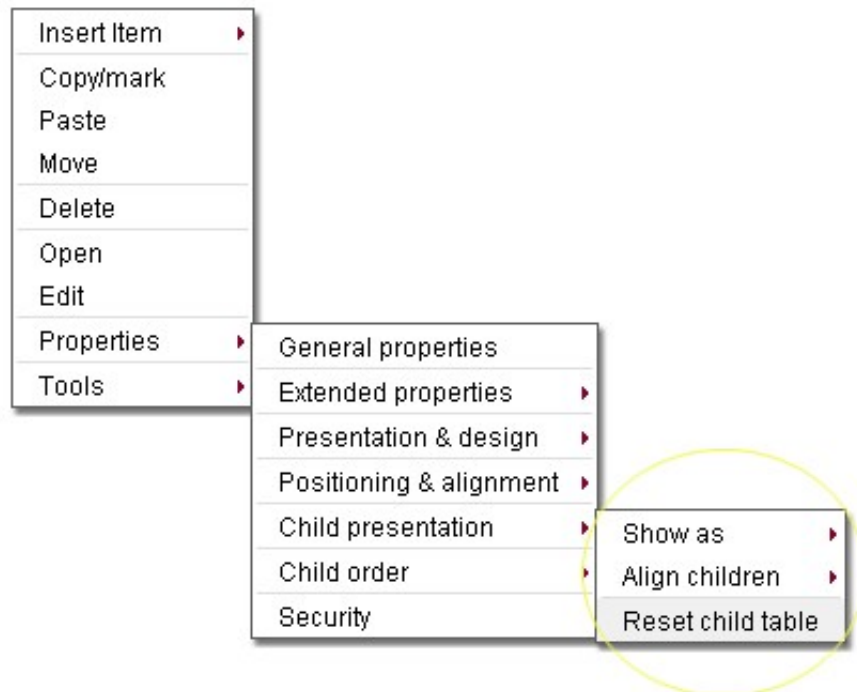 Insert Item
Copy/mark
Paste
Move
Delete
Open
Edit
Properties
Tools
General properties
Extended properties
Presentation & design
Positioning & alignment
Child presentation
Child order
Security
Show as
Align children
Reset child table